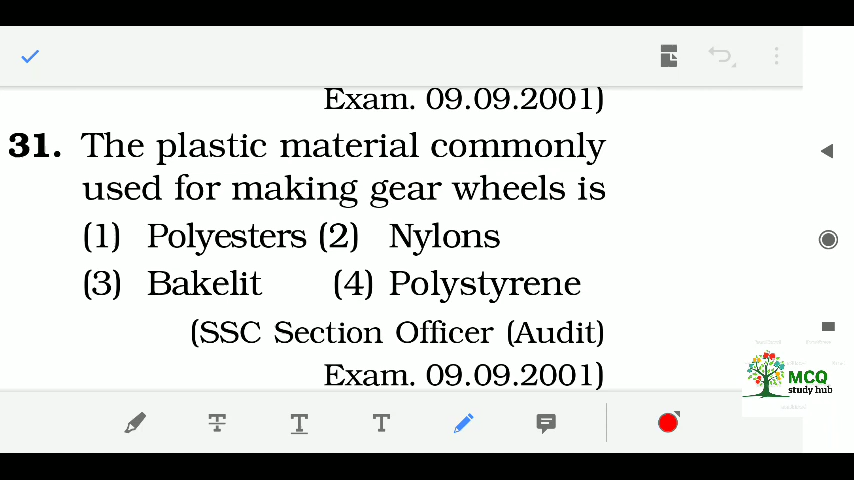 Exam. 09.09.2001)
31. The plastic material commonly
used for making gear wheels is
(1) Polyesters (2) Nylons
(3) Bakelit (4) Polystyrene
(SSC Section Officer (Audit)
Exam. 09.09.2001)
MCQ
study hub